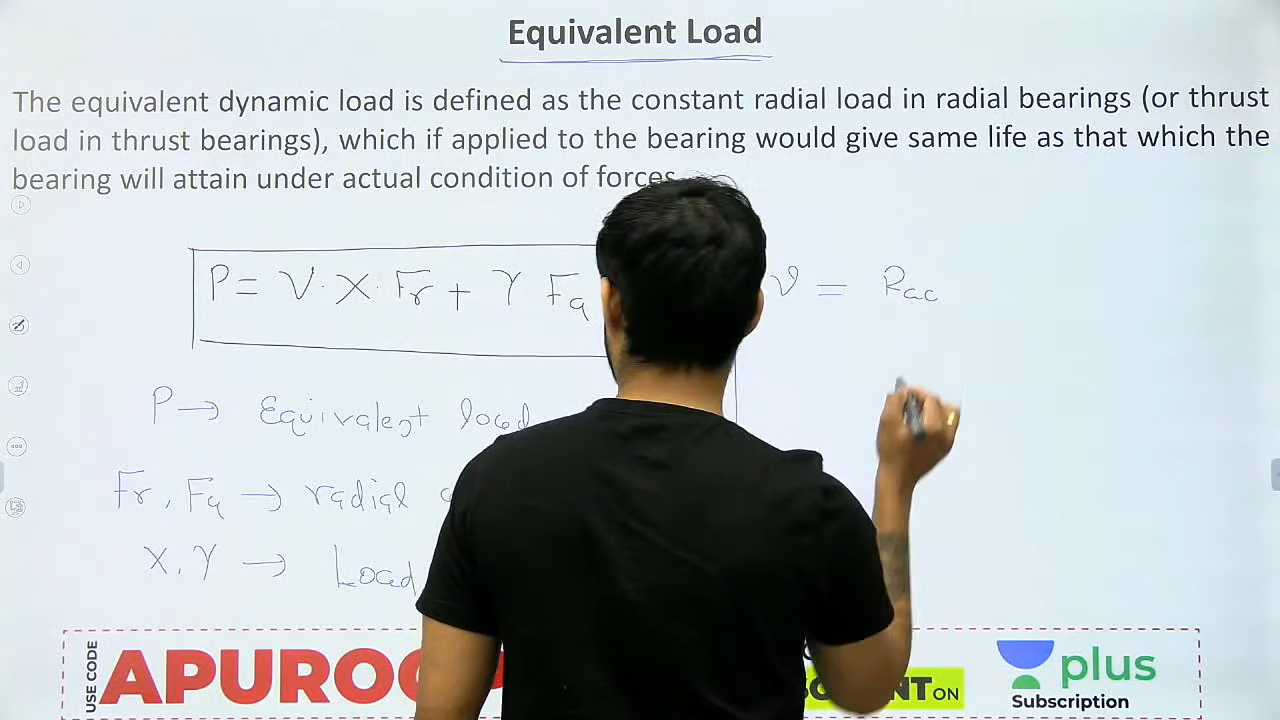 Equivalent Load
The equivalent dynamic load is defined as the constant radial load in radial bearings (or thrust
load in thrust bearings), which if applied to the bearing would give same life as that which the
bearing will attain under actual condition of forces
P = V. X. Fr + Y Fa
V = Rac
P → Equivalent load
Fr, Fa → radial
X, Y → Load
USE CODE
APUROO
NT ON
plus
Subscription